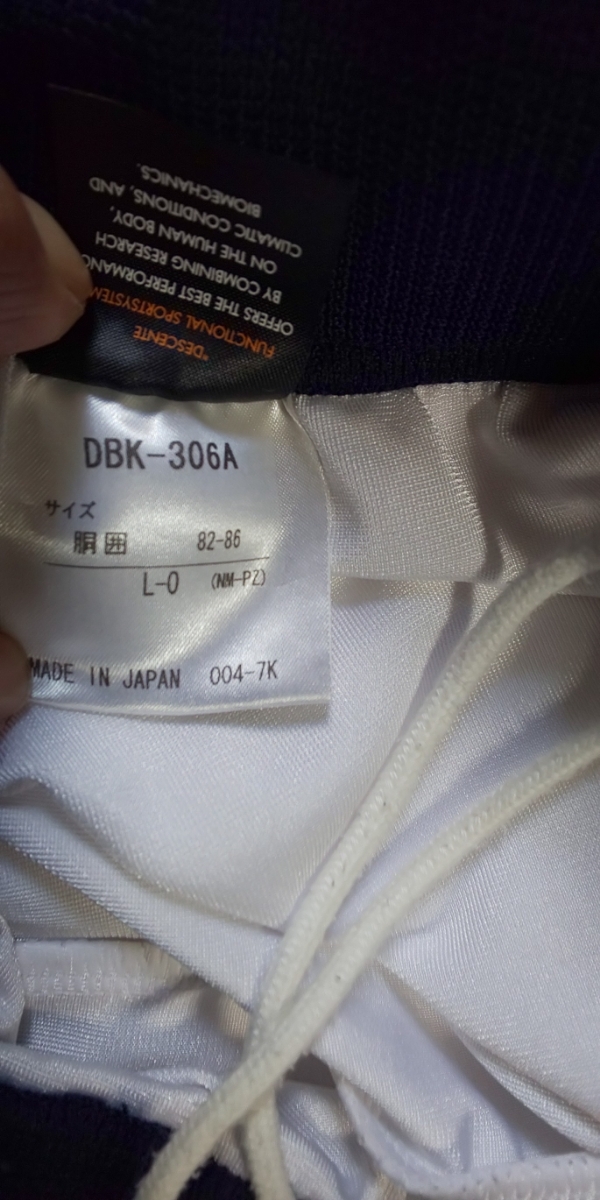 "DESCENTE
FUNCTIONAL SPORTSYSTEM
OFFERS THE BEST PERFORMANC
BY COMBINING RESEARCH
ON THE HUMAN BODY,
CLIMATIC CONDITIONS, AND
BIOMECHANICS.
DBK-306A
サイズ
胴囲 82-86
L-O (NM-PZ)
MADE IN JAPAN 004-7K